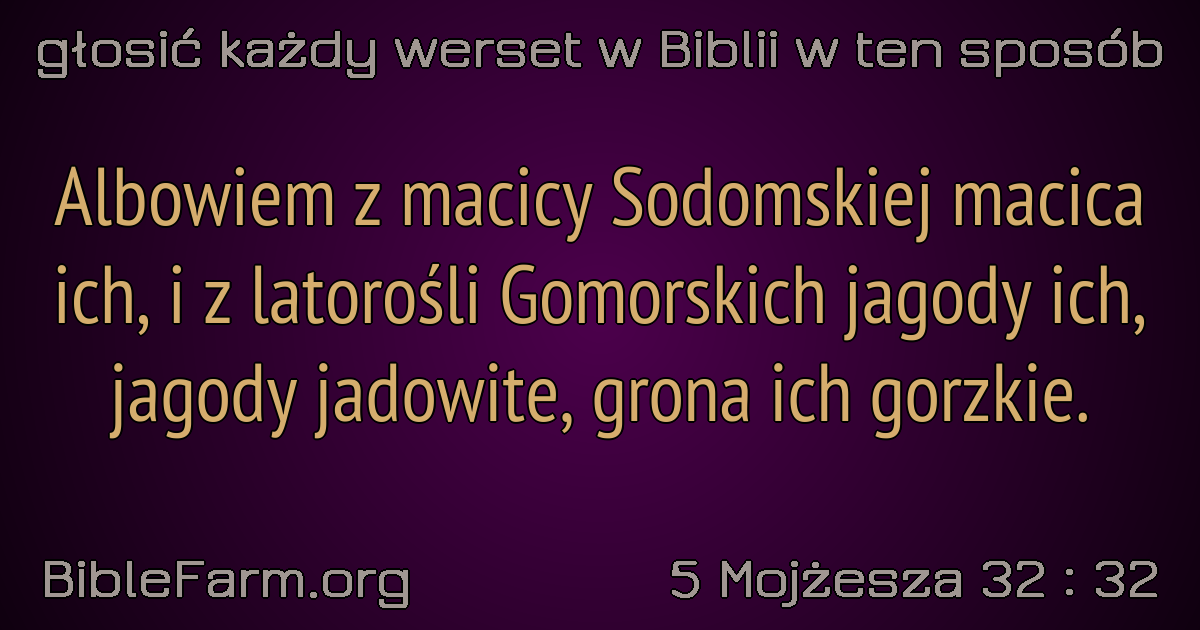 głosić każdy werset w Biblii w ten sposób
Albowiem z macicy Sodomskiej macica
ich, i z latorośli Gomorskich jagody ich,
jagody jadowite, grona ich gorzkie.
BibleFarm.org
5 Mojżesza 32 : 32